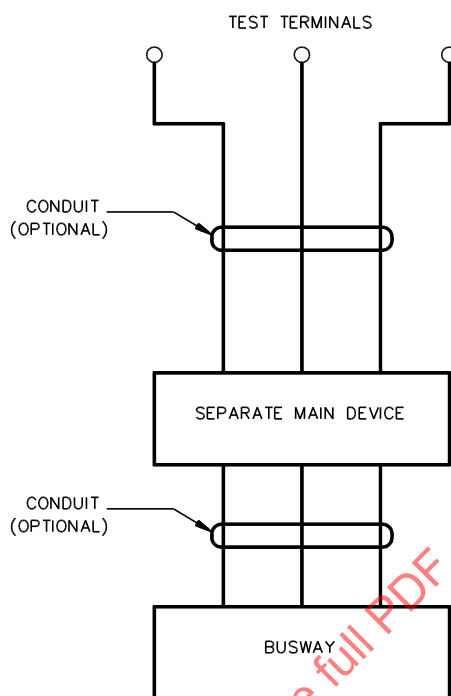 TEST TERMINALS
CONDUIT
(OPTIONAL)
SEPARATE MAIN DEVICE
CONDUIT
(OPTIONAL)
BUSWAY
full PDF